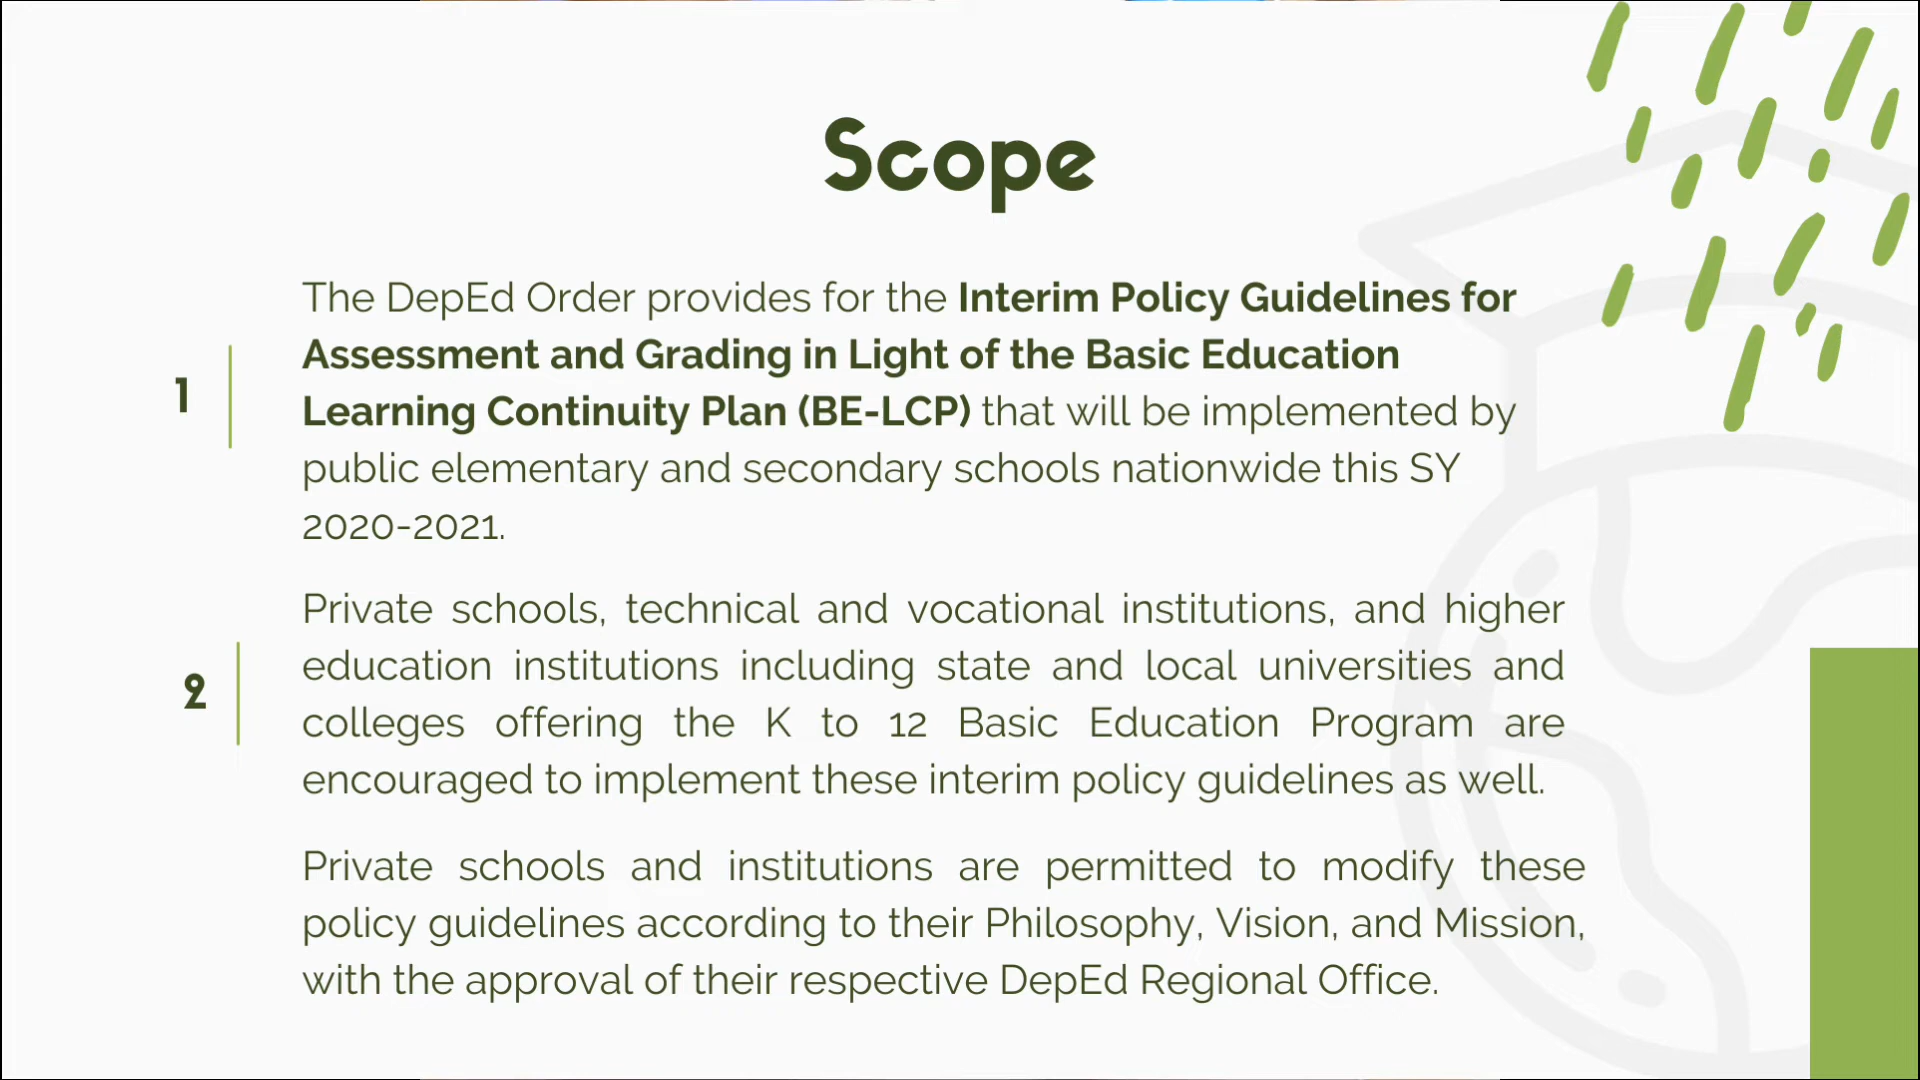 Scope
1
The DepEd Order provides for the Interim Policy Guidelines for
Assessment and Grading in Light of the Basic Education
Learning Continuity Plan (BE-LCP) that will be implemented by
public elementary and secondary schools nationwide this SY
2020-2021.
2
Private schools, technical and vocational institutions, and higher
education institutions including state and local universities and
colleges offering the K to 12 Basic Education Program are
encouraged to implement these interim policy guidelines as well.
Private schools and institutions are permitted to modify these
policy guidelines according to their Philosophy, Vision, and Mission,
with the approval of their respective DepEd Regional Office.